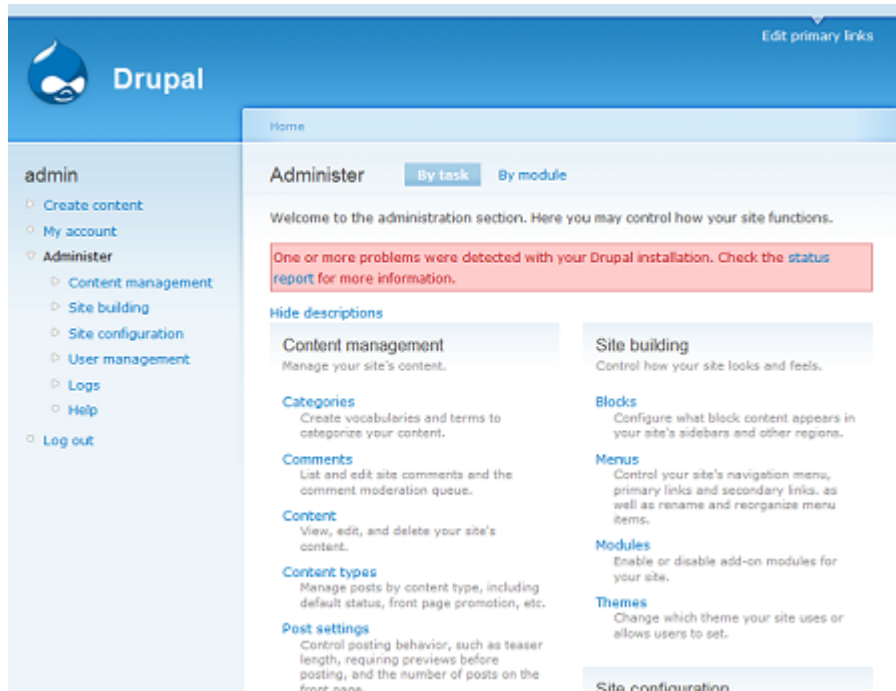 Edit primary links
Drupal
Home
admin
Create content
My account
Administer
Content management
Site building
Site configuration
User management
Logs
Help
Log out
Administer
By task
By module
Welcome to the administration section. Here you may control how your site functions.
One or more problems were detected with your Drupal installation. Check the status
report for more information.
Hide descriptions
Content management
Manage your site's content.
Categories
Create vocabularies and terms to
categorize your content.
Comments
List and edit site comments and the
comment moderation queue.
Content
View, edit, and delete your site's
content.
Content types
Manage posts by content type, including
default status, front page promotion, etc.
Post settings
Control posting behavior, such as teaser
length, requiring previews before
posting, and the number of posts on the
front page.
Site building
Control how your site looks and feels.
Blocks
Configure what block content appears in
your site's sidebars and other regions.
Menus
Control your site's navigation menu,
primary links and secondary links. as
well as rename and reorganize menu
items.
Modules
Enable or disable add-on modules for
your site.
Themes
Change which theme your site uses or
allows users to set.
Site configuration